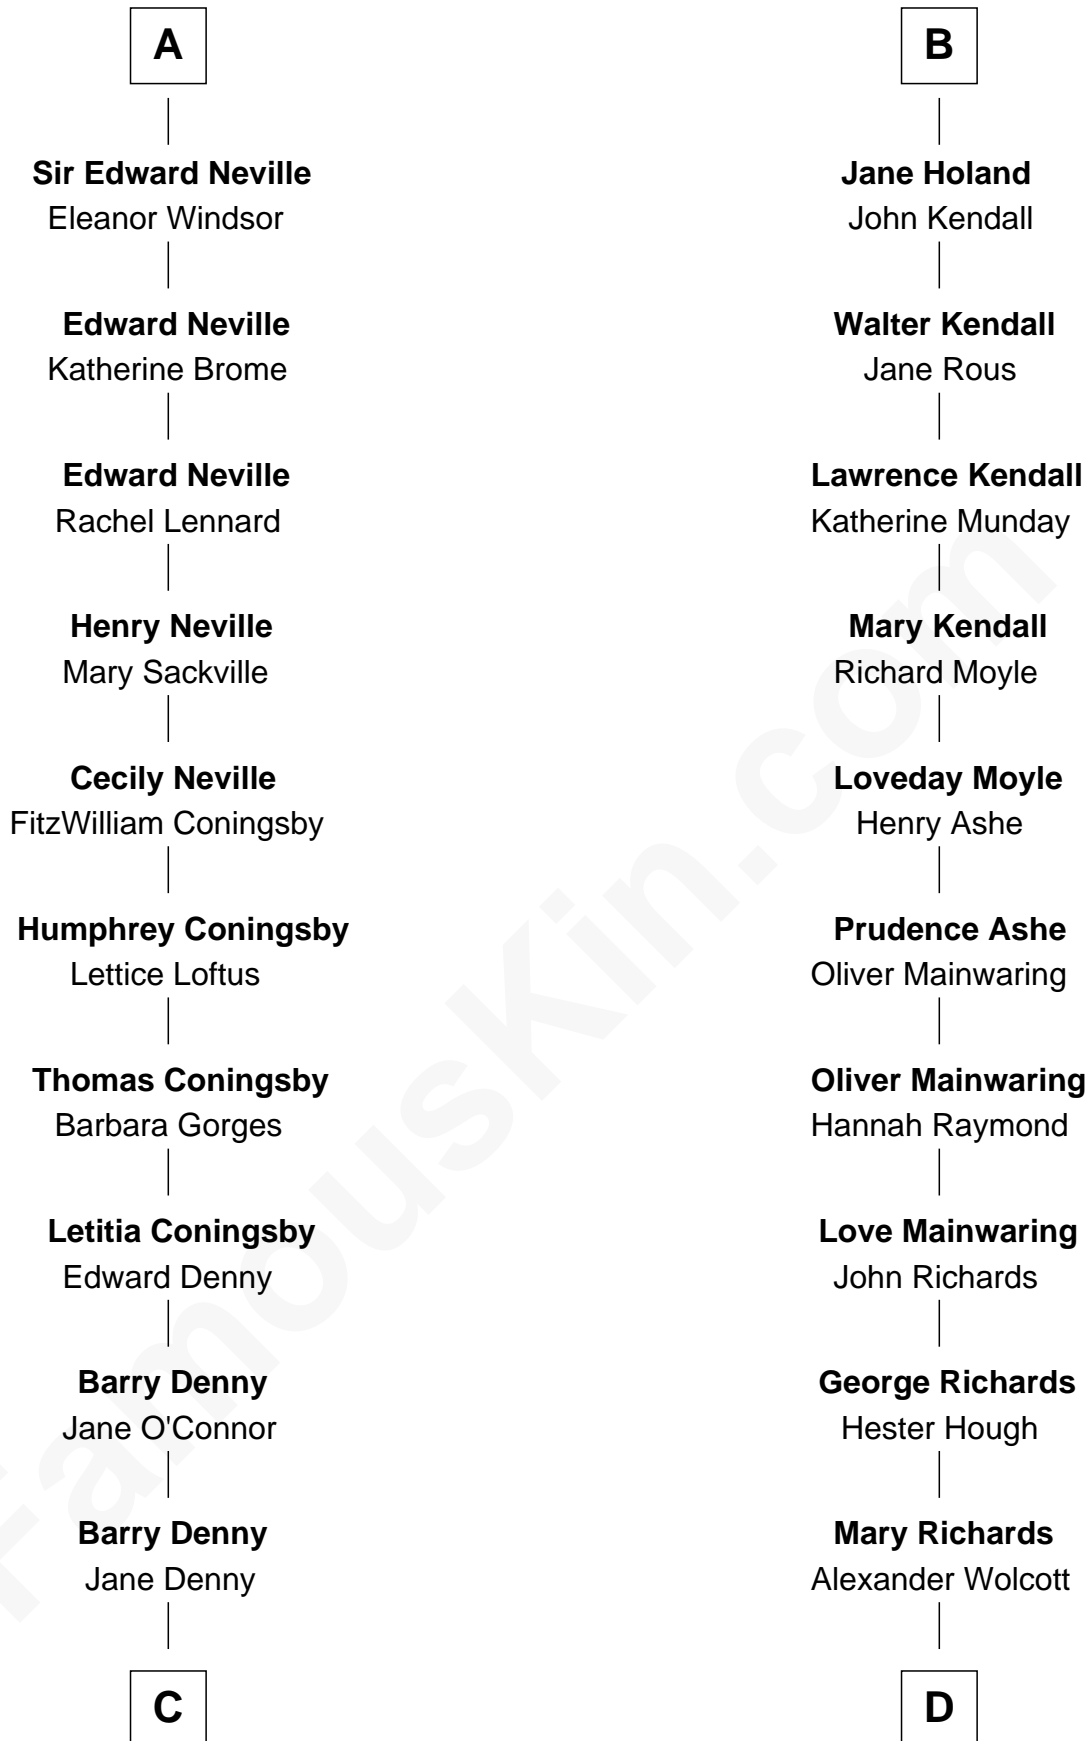 A
Sir Edward Neville
Eleanor Windsor
Edward Neville
Katherine Brome
Edward Neville
Rachel Lennard
Henry Neville
Mary Sackville
Cecily Neville
FitzWilliam Coningsby
Humphrey Coningsby
Lettice Loftus
Thomas Coningsby
Barbara Gorges
Letitia Coningsby
Edward Denny
Barry Denny
Jane O'Connor
Barry Denny
Jane Denny
C
B
Jane Holand
John Kendall
Walter Kendall
Jane Rous
Lawrence Kendall
Katherine Munday
Mary Kendall
Richard Moyle
Loveday Moyle
Henry Ashe
Prudence Ashe
Oliver Mainwaring
Oliver Mainwaring
Hannah Raymond
Love Mainwaring
John Richards
George Richards
Hester Hough
Mary Richards
Alexander Wolcott
D
FamousKin.com